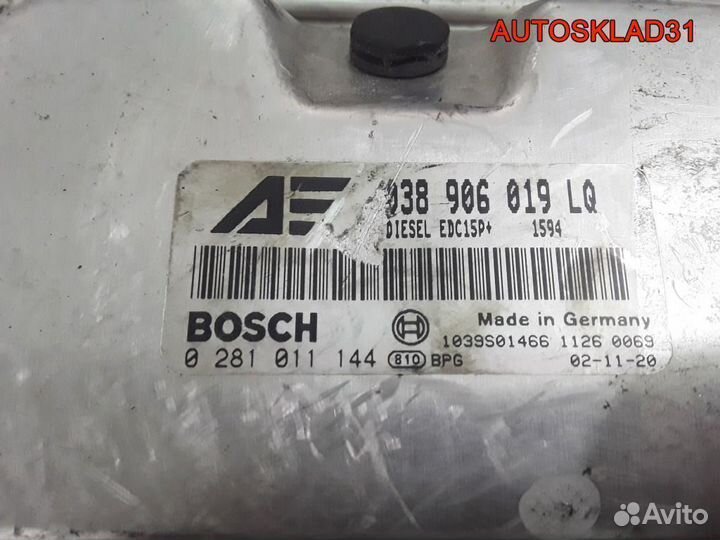 AUTOSKLAD31
AE 038 906 019 LQ
DIESEL EDC15P+ 1594
BOSCH
Made in Germany
1039S01466 1126 0069
0 281 011 144 810 BPG 02-11-20
Avito